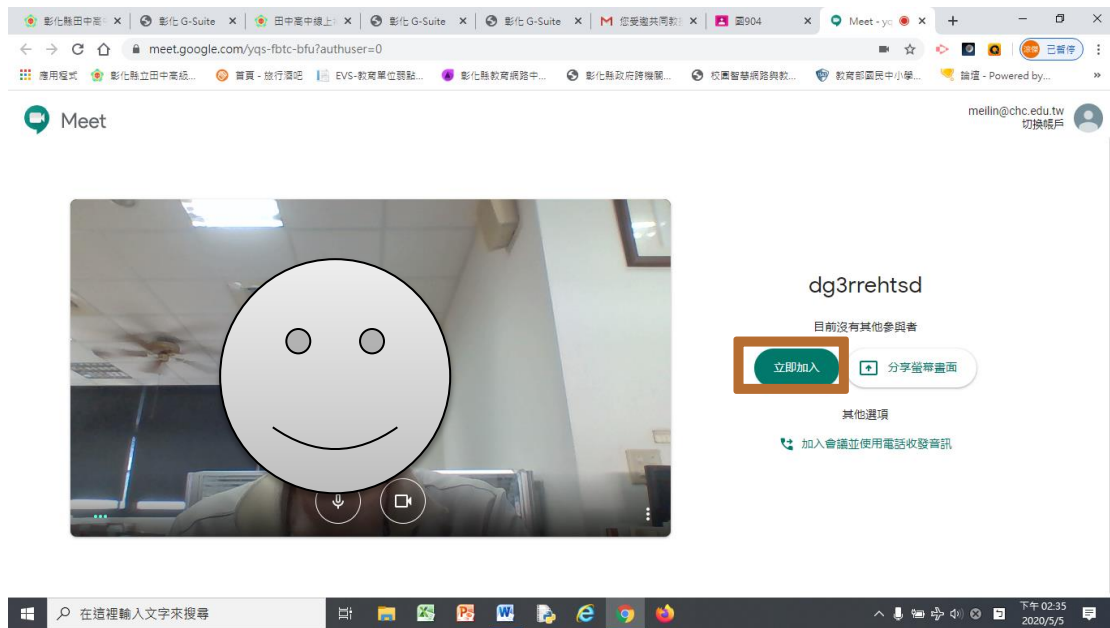 彰化縣田中高
彰化 G-Suite
田中高中線上
彰化 G-Suite
彰化 G-Suite
您受邀共同教
國904
Meet - yc
meet.google.com/yqs-fbtc-bfu?authuser=0
已暫停
應用程式
彰化縣立田中高級...
首頁 - 旅行酒吧
EVS-教育單位弱點...
彰化縣教育網路中...
彰化縣政府跨機關...
校園智慧網路與教...
教育部國民中小學...
論壇 - Powered by...
»
Meet
meilin@chc.edu.tw
切換帳戶
dg3rrehtsd
目前沒有其他參與者
立即加入
分享螢幕畫面
其他選項
加入會議並使用電話收發音訊
在這裡輸入文字來搜尋
下午 02:35
2020/5/5